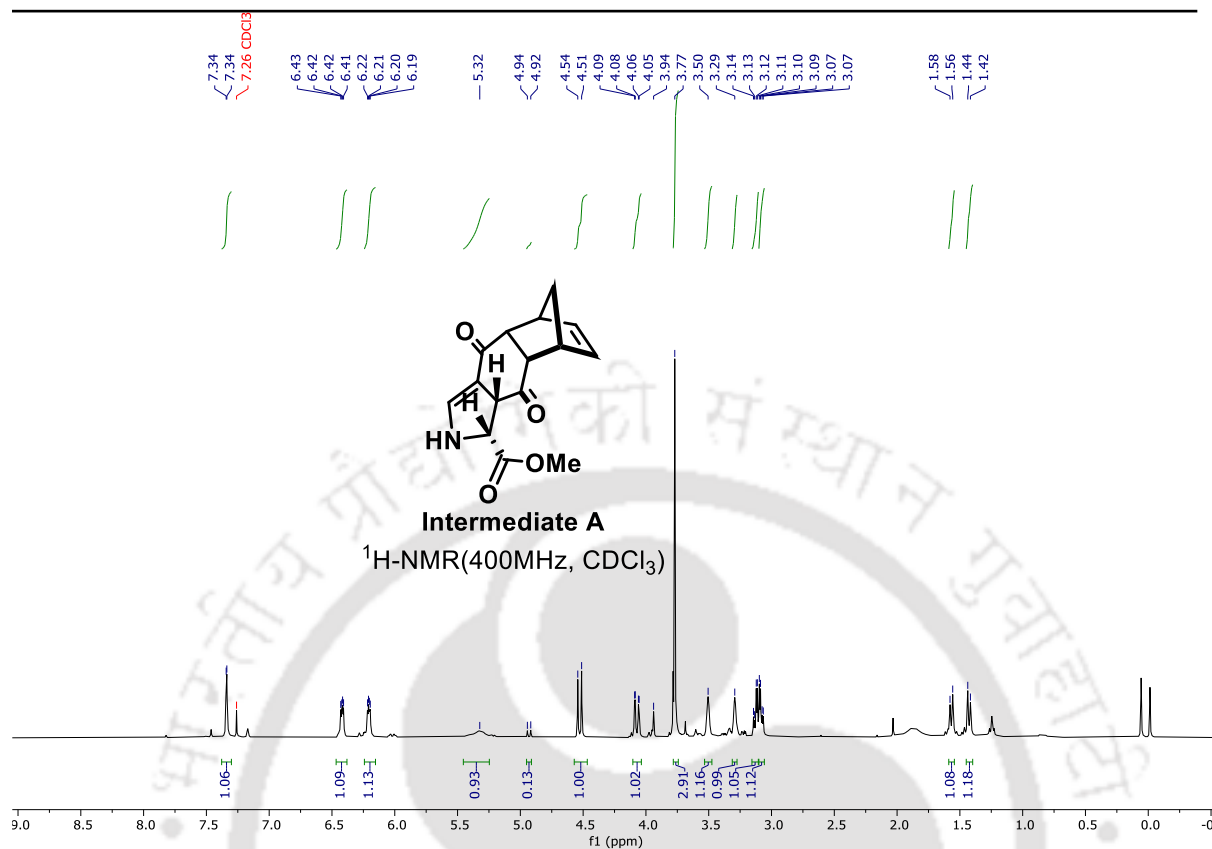 7.34 7.34 7.26 CDCl3 6.43 6.42 6.42 6.41 6.22 6.21 6.20 6.19 5.32 4.94 4.92 4.54 4.51 4.09 4.08 4.06 4.05 3.94 3.77 3.50 3.29 3.14 3.13 3.12 3.11 3.10 3.09 3.07 3.07 1.58 1.56 1.44 1.42
O
H
H
O
HN
OMe
O
Intermediate A
¹H-NMR(400MHz, CDCl₃)
1.06 1.09 1.13 0.93 0.13 1.00 1.02 2.91 1.16 0.99 1.05 1.12 1.08 1.18
9.0 8.5 8.0 7.5 7.0 6.5 6.0 5.5 5.0 4.5 4.0 3.5 3.0 2.5 2.0 1.5 1.0 0.5 0.0 -0
f1 (ppm)